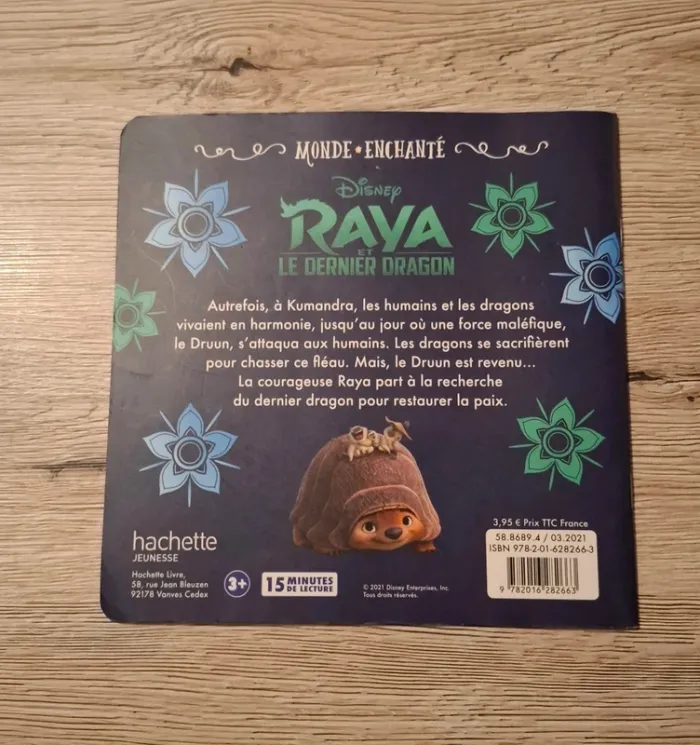 MONDE • ENCHANTÉ
Disney
RAYA
ET
LE DERNIER DRAGON
Autrefois, à Kumandra, les humains et les dragons
vivaient en harmonie, jusqu'au jour où une force maléfique,
le Druun, s'attaqua aux humains. Les dragons se sacrifièrent
pour chasser ce fléau. Mais, le Druun est revenu...
La courageuse Raya part à la recherche
du dernier dragon pour restaurer la paix.
hachette
JEUNESSE
Hachette Livre,
58, rue Jean Bleuzen
92178 Vanves Cedex
3+
15 MINUTES
DE LECTURE
© 2021 Disney Enterprises, Inc.
Tous droits réservés.
3,95 € Prix TTC France
58.8689.4 / 03.2021
ISBN 978-2-01-628266-3
9 782016 282663